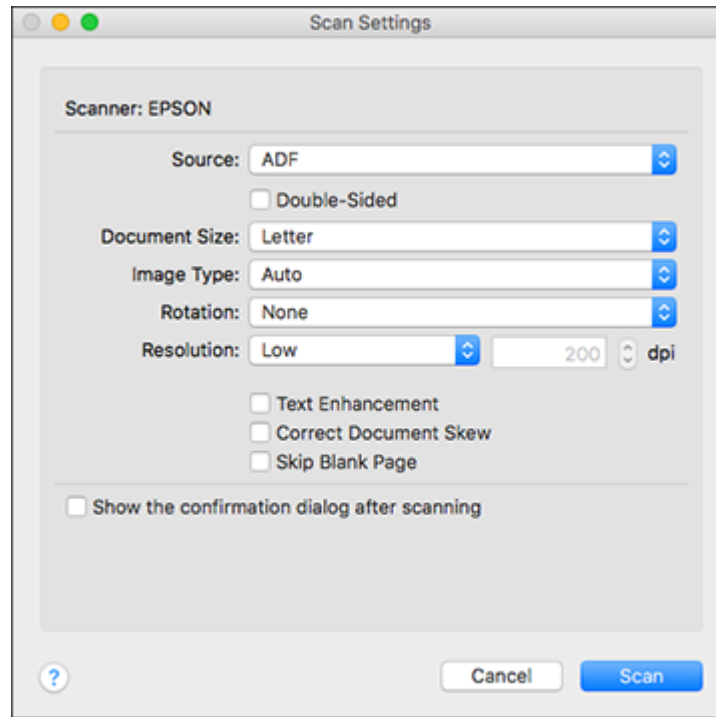 Scan Settings
Scanner: EPSON
Source: ADF
Double-Sided
Document Size: Letter
Image Type: Auto
Rotation: None
Resolution: Low 200 dpi
Text Enhancement
Correct Document Skew
Skip Blank Page
Show the confirmation dialog after scanning
? Cancel Scan